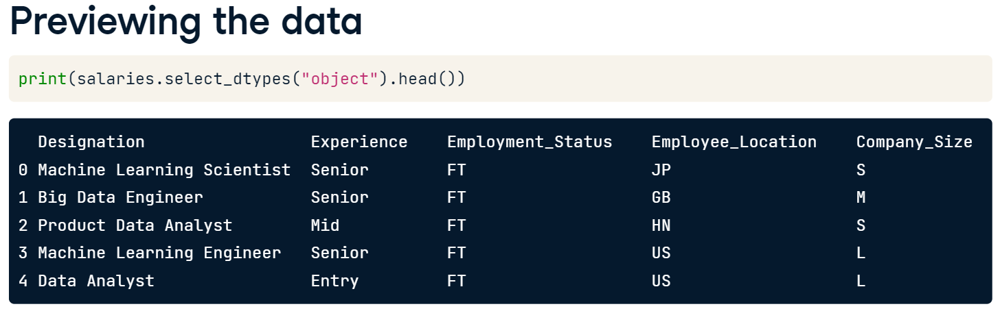 Previewing the data
print(salaries.select_dtypes("object").head())
Designation Experience Employment_Status Employee_Location Company_Size
0 Machine Learning Scientist Senior FT JP S
1 Big Data Engineer Senior FT GB M
2 Product Data Analyst Mid FT HN S
3 Machine Learning Engineer Senior FT US L
4 Data Analyst Entry FT US L